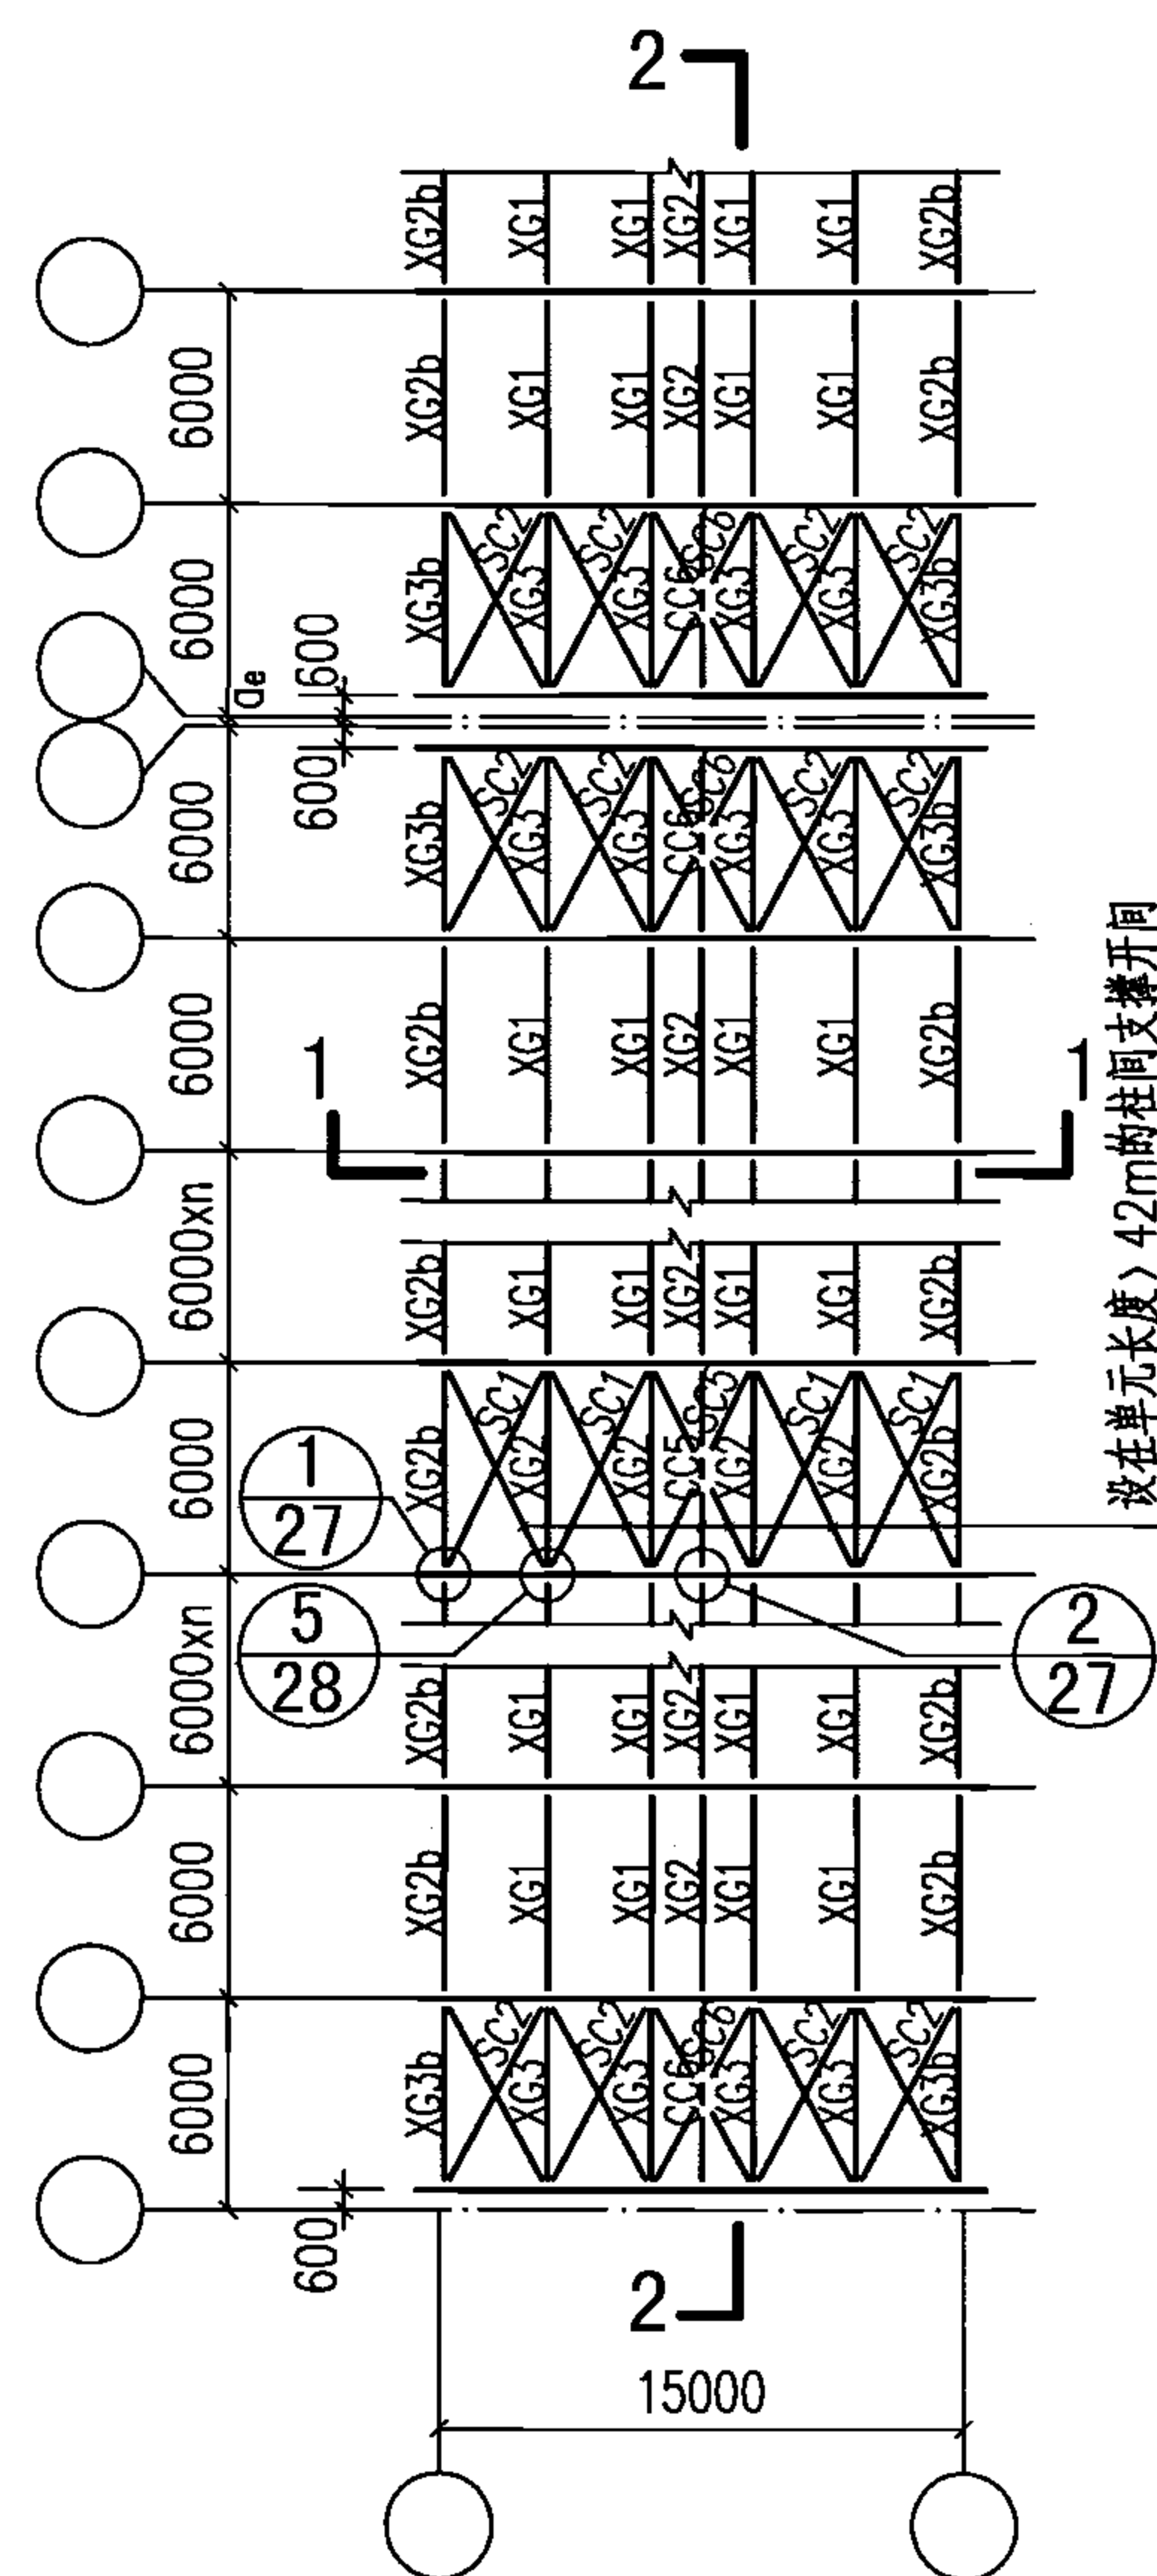 2
XG2b XG1 XG1 XG2 XG1 XG1 XG2b
6000
XG2b XG1 XG1 XG2 XG1 XG1 XG2b
6000
SC2 SC2 SC6 SC2 SC2
XG3b XG3 XG3 CC6 XG3 XG3 XG3b
600
ae
600
6000
SC2 SC2 SC6 SC2 SC2
XG3b XG3 XG3 CC6 XG3 XG3 XG3b
6000
XG2b XG1 XG1 XG2 XG1 XG1 XG2b
1 1
设在单元长度>42m的柱间支撑开间
6000xn
XG2b XG1 XG1 XG2 XG1 XG1 XG2b
6000
SC1 SC1 SC5 SC1 SC1
XG2b XG2 XG2 CC5 XG2 XG2 XG2b
1
27
5
28
2
27
6000xn
XG2b XG1 XG1 XG2 XG1 XG1 XG2b
6000
XG2b XG1 XG1 XG2 XG1 XG1 XG2b
6000
SC2 SC2 SC6 SC2 SC2
XG3b XG3 XG3 CC6 XG3 XG3 XG3b
600
2
15000